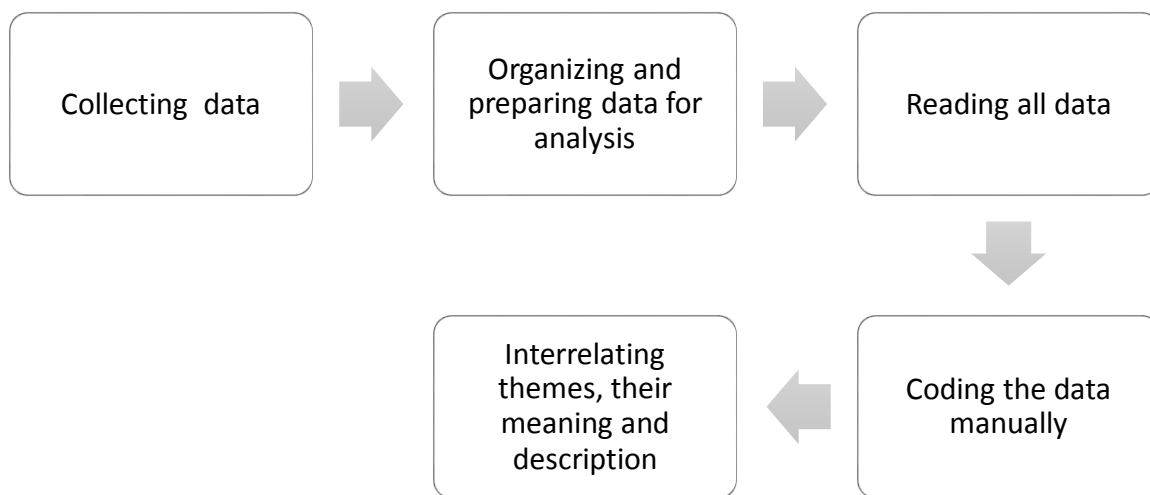 Collecting  data
Organizing and
preparing data for
analysis
Reading all data
Coding the data
manually
Interrelating
themes, their
meaning and
description